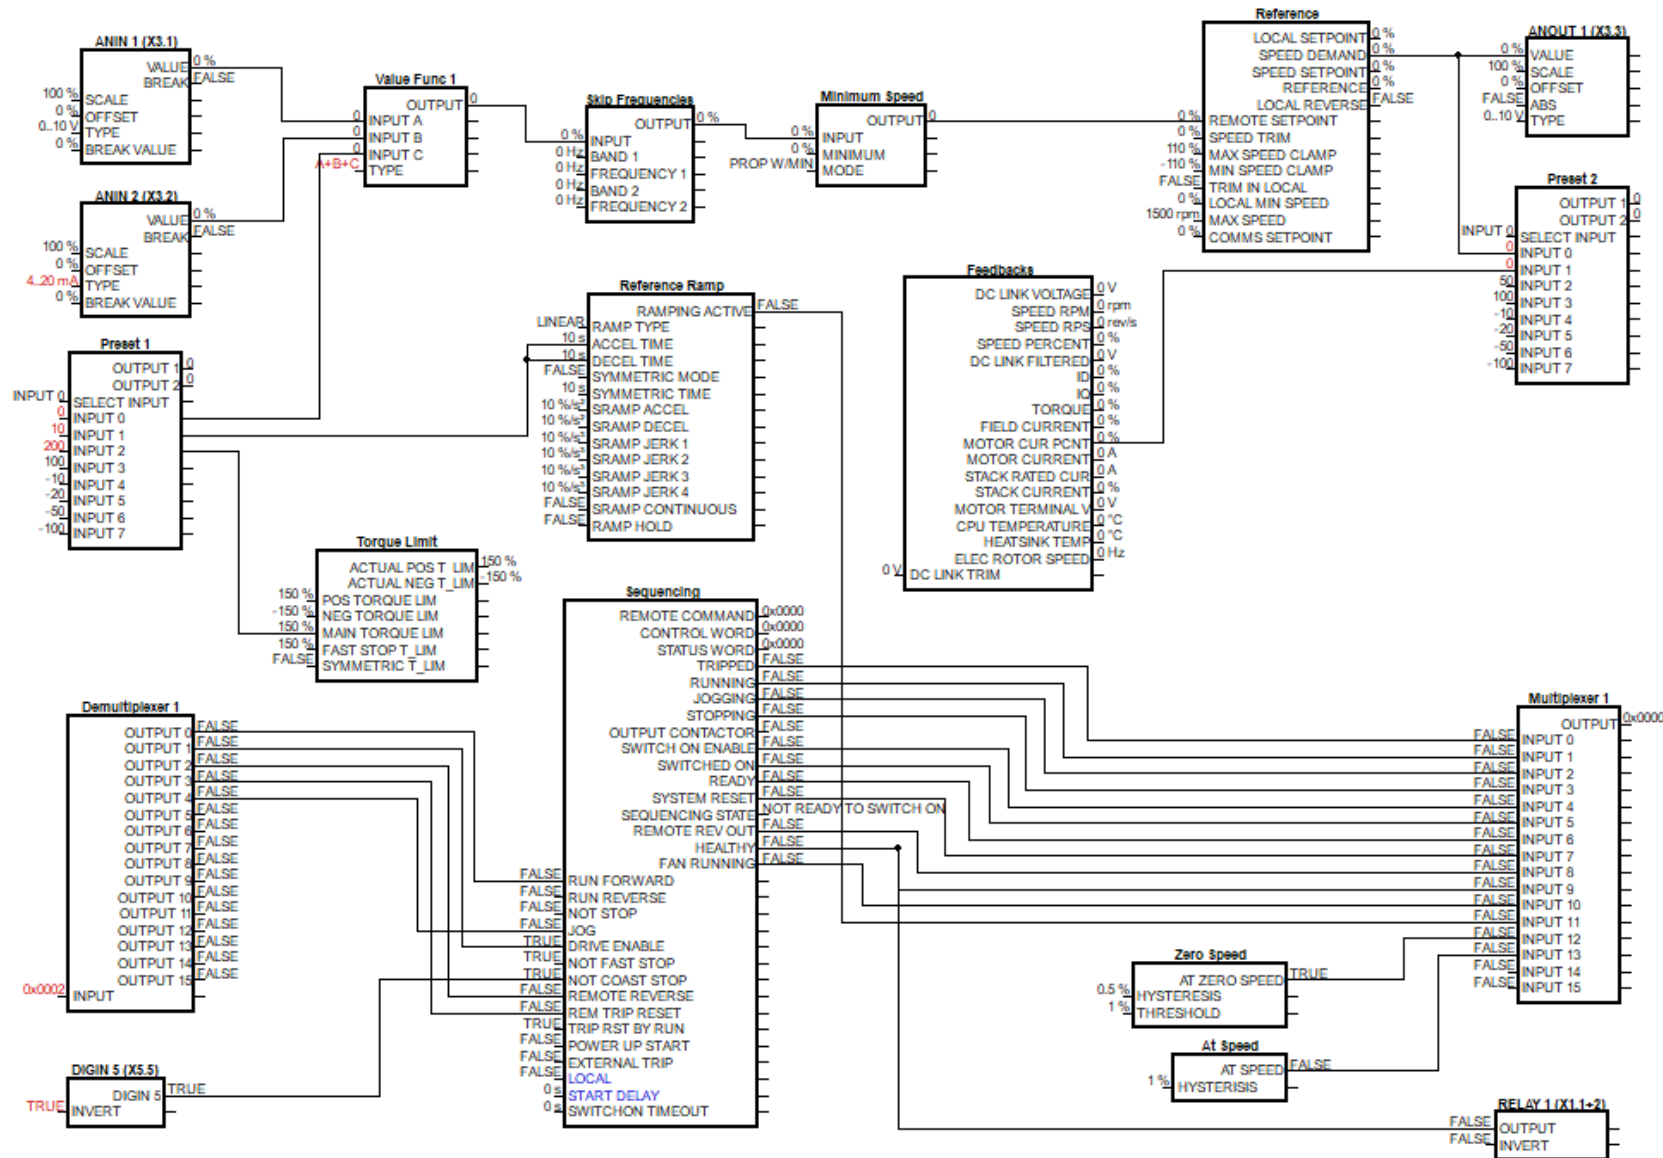 ANIN 1 (X3.1)
VALUE 0 %
BREAK FALSE
100 % SCALE
0 % OFFSET
0..10 V TYPE
0 % BREAK VALUE
ANIN 2 (X3.2)
VALUE 0 %
BREAK FALSE
100 % SCALE
0 % OFFSET
4..20 mA TYPE
0 % BREAK VALUE
Preset 1
OUTPUT 1 0
OUTPUT 2 0
INPUT 0 SELECT INPUT
0 INPUT 0
10 INPUT 1
200 INPUT 2
100 INPUT 3
-10 INPUT 4
-20 INPUT 5
-50 INPUT 6
-100 INPUT 7
Value Func 1
OUTPUT 0
0 INPUT A
0 INPUT B
0 INPUT C
A+B+C TYPE
Skip Frequencies
OUTPUT 0 %
0 % INPUT
0 Hz BAND 1
0 Hz FREQUENCY 1
0 Hz BAND 2
0 Hz FREQUENCY 2
Minimum Speed
OUTPUT 0
0 % INPUT
0 % MINIMUM
PROP W/MIN MODE
Reference
LOCAL SETPOINT 0 %
SPEED DEMAND 0 %
SPEED SETPOINT 0 %
REFERENCE 0 %
LOCAL REVERSE FALSE
0 % REMOTE SETPOINT
0 % SPEED TRIM
110 % MAX SPEED CLAMP
-110 % MIN SPEED CLAMP
FALSE TRIM IN LOCAL
0 % LOCAL MIN SPEED
1500 rpm MAX SPEED
0 % COMMS SETPOINT
ANOUT 1 (X3.3)
0 % VALUE
100 % SCALE
0 % OFFSET
FALSE ABS
0..10 V TYPE
Preset 2
OUTPUT 1 0
OUTPUT 2 0
INPUT 0 SELECT INPUT
0 INPUT 0
0 INPUT 1
50 INPUT 2
100 INPUT 3
-10 INPUT 4
-20 INPUT 5
-50 INPUT 6
-100 INPUT 7
Reference Ramp
RAMPING ACTIVE FALSE
LINEAR RAMP TYPE
10 s ACCEL TIME
10 s DECEL TIME
FALSE SYMMETRIC MODE
10 s SYMMETRIC TIME
10 %/s² SRAMP ACCEL
10 %/s² SRAMP DECEL
10 %/s³ SRAMP JERK 1
10 %/s³ SRAMP JERK 2
10 %/s³ SRAMP JERK 3
10 %/s³ SRAMP JERK 4
FALSE SRAMP CONTINUOUS
FALSE RAMP HOLD
Feedbacks
DC LINK VOLTAGE 0 V
SPEED RPM 0 rpm
SPEED RPS 0 rev/s
SPEED PERCENT 0 %
DC LINK FILTERED 0 V
ID 0 %
IQ 0 %
TORQUE 0 %
FIELD CURRENT 0 %
MOTOR CUR PCNT 0 %
MOTOR CURRENT 0 A
STACK RATED CUR 0 A
STACK CURRENT 0 %
MOTOR TERMINAL V 0 V
CPU TEMPERATURE 0 °C
HEATSINK TEMP 0 °C
ELEC ROTOR SPEED 0 Hz
0 V DC LINK TRIM
Torque Limit
ACTUAL POS T_LIM 150 %
ACTUAL NEG T_LIM -150 %
150 % POS TORQUE LIM
-150 % NEG TORQUE LIM
150 % MAIN TORQUE LIM
150 % FAST STOP T_LIM
FALSE SYMMETRIC T_LIM
Sequencing
REMOTE COMMAND 0x0000
CONTROL WORD 0x0000
STATUS WORD 0x0000
TRIPPED FALSE
RUNNING FALSE
JOGGING FALSE
STOPPING FALSE
OUTPUT CONTACTOR FALSE
SWITCH ON ENABLE FALSE
SWITCHED ON FALSE
READY FALSE
SYSTEM RESET FALSE
SEQUENCING STATE NOT READY TO SWITCH ON
REMOTE REV OUT FALSE
HEALTHY FALSE
FAN RUNNING FALSE
FALSE RUN FORWARD
FALSE RUN REVERSE
FALSE NOT STOP
FALSE JOG
TRUE DRIVE ENABLE
TRUE NOT FAST STOP
TRUE NOT COAST STOP
FALSE REMOTE REVERSE
FALSE REM TRIP RESET
TRUE TRIP RST BY RUN
FALSE POWER UP START
FALSE EXTERNAL TRIP
FALSE LOCAL
0 s START DELAY
0 s SWITCHON TIMEOUT
Demultiplexer 1
OUTPUT 0 FALSE
OUTPUT 1 FALSE
OUTPUT 2 FALSE
OUTPUT 3 FALSE
OUTPUT 4 FALSE
OUTPUT 5 FALSE
OUTPUT 6 FALSE
OUTPUT 7 FALSE
OUTPUT 8 FALSE
OUTPUT 9 FALSE
OUTPUT 10 FALSE
OUTPUT 11 FALSE
OUTPUT 12 FALSE
OUTPUT 13 FALSE
OUTPUT 14 FALSE
OUTPUT 15 FALSE
0x0002 INPUT
DIGIN 5 (X5.5)
DIGIN 5 TRUE
TRUE INVERT
Multiplexer 1
OUTPUT 0x0000
FALSE INPUT 0
FALSE INPUT 1
FALSE INPUT 2
FALSE INPUT 3
FALSE INPUT 4
FALSE INPUT 5
FALSE INPUT 6
FALSE INPUT 7
FALSE INPUT 8
FALSE INPUT 9
FALSE INPUT 10
FALSE INPUT 11
FALSE INPUT 12
FALSE INPUT 13
FALSE INPUT 14
FALSE INPUT 15
Zero Speed
AT ZERO SPEED TRUE
0.5 % HYSTERESIS
1 % THRESHOLD
At Speed
AT SPEED FALSE
1 % HYSTERISIS
RELAY 1 (X1.1+2)
FALSE OUTPUT
FALSE INVERT